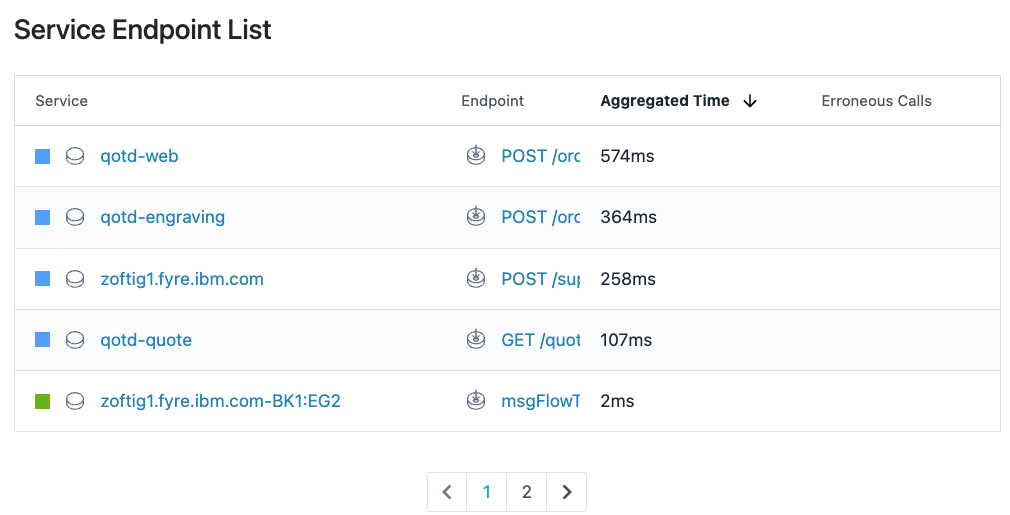 Service Endpoint List
Service Endpoint Aggregated Time Erroneous Calls
qotd-web POST /orc 574ms
qotd-engraving POST /orc 364ms
zoftig1.fyre.ibm.com POST /sup 258ms
qotd-quote GET /quot 107ms
zoftig1.fyre.ibm.com-BK1:EG2 msgFlowT 2ms
1 2